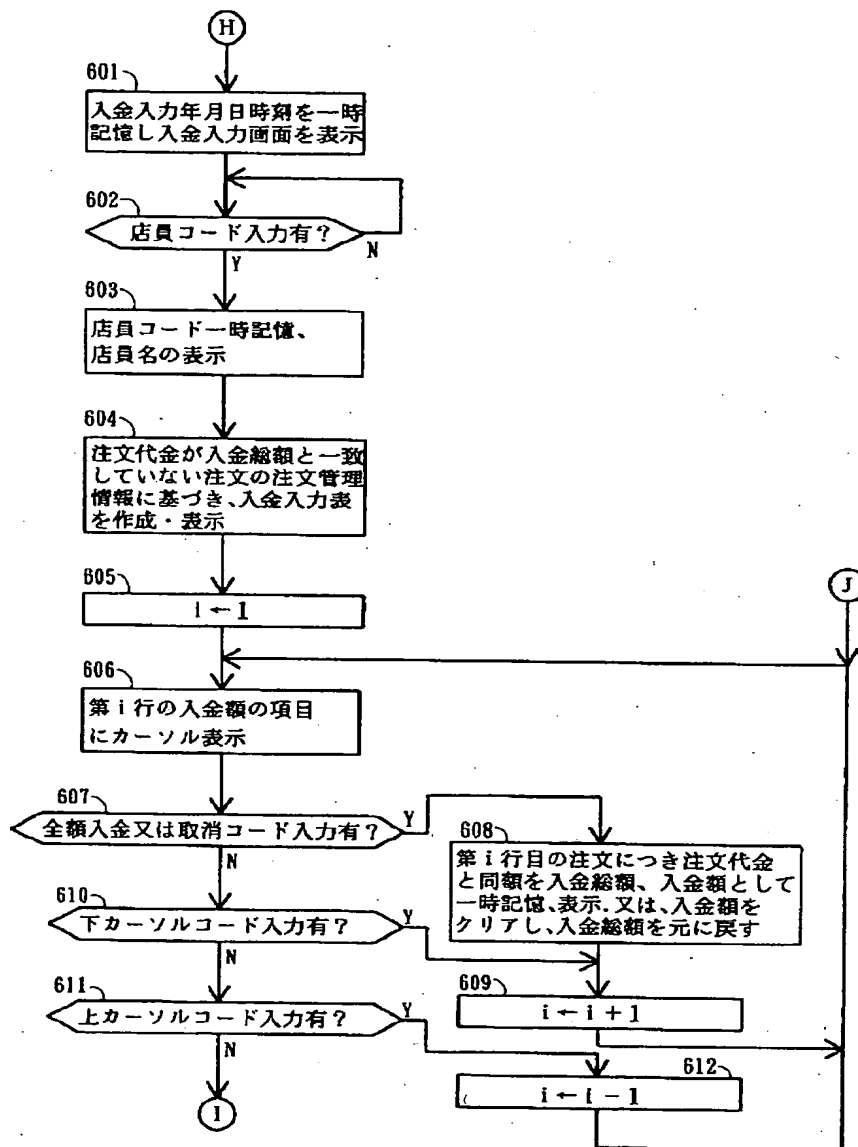 H
601
入金入力年月日時刻を一時
記憶し入金入力画面を表示
602
店員コード入力有?
N
Y
603
店員コード一時記憶、
店員名の表示
604
注文代金が入金総額と一致
していない注文の注文管理
情報に基づき、入金入力表
を作成・表示
605
i←1
J
606
第i行の入金額の項目
にカーソル表示
607
全額入金又は取消コード入力有?
Y
N
608
第i行目の注文につき注文代金
と同額を入金総額、入金額として
一時記憶、表示.又は、入金額を
クリアし、入金総額を元に戻す
610
下カーソルコード入力有?
Y
N
609
i←i+1
611
上カーソルコード入力有?
Y
N
612
i←i-1
I